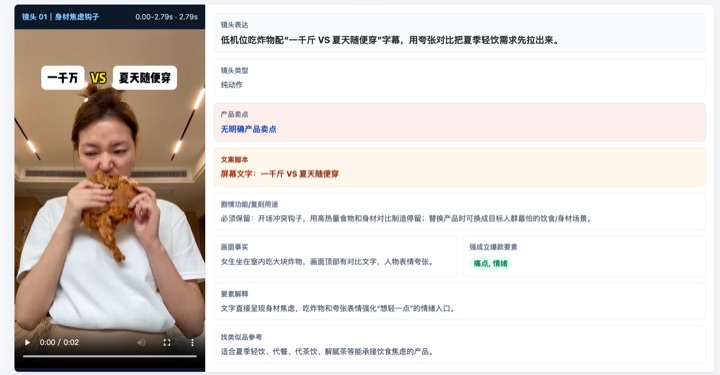 镜头 01｜身材焦虑钩子
0.00-2.79s · 2.79s
一千万 VS 夏天随便穿
0:00 / 0:02
镜头表达
低机位吃炸物配“一千斤 VS 夏天随便穿”字幕，用夸张对比把夏季轻饮需求先拉出来。
镜头类型
纯动作
产品卖点
无明确产品卖点
文案脚本
屏幕文字：一千斤 VS 夏天随便穿
剧情功能/复刻用途
必须保留：开场冲突钩子，用高热量食物和身材对比制造停留；替换产品时可换成目标人群最怕的饮食/身材场景。
画面事实
女生坐在室内吃大块炸物，画面顶部有对比文字，人物表情夸张。
强成立爆款要素
痛点, 情绪
要素解释
文字直接呈现身材焦虑，吃炸物和夸张表情强化“想轻一点”的情绪入口。
找类似品参考
适合夏季轻饮、代餐、代茶饮、解腻茶等能承接饮食焦虑的产品。